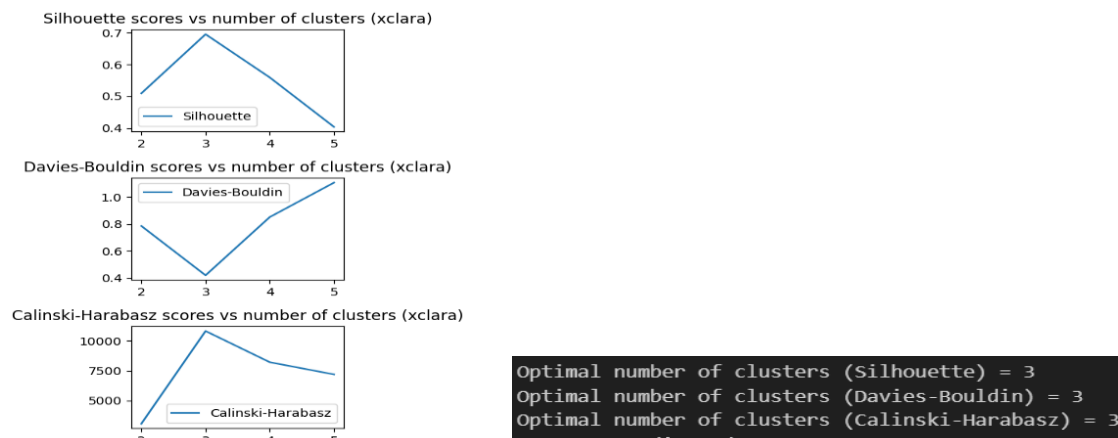 Silhouette scores vs number of clusters (xclara)
0.7
0.6
0.5
0.4
Silhouette
2 3 4 5
Davies-Bouldin scores vs number of clusters (xclara)
1.0
0.8
0.6
0.4
Davies-Bouldin
2 3 4 5
Calinski-Harabasz scores vs number of clusters (xclara)
10000
7500
5000
Calinski-Harabasz
Optimal number of clusters (Silhouette) = 3
Optimal number of clusters (Davies-Bouldin) = 3
Optimal number of clusters (Calinski-Harabasz) = 3